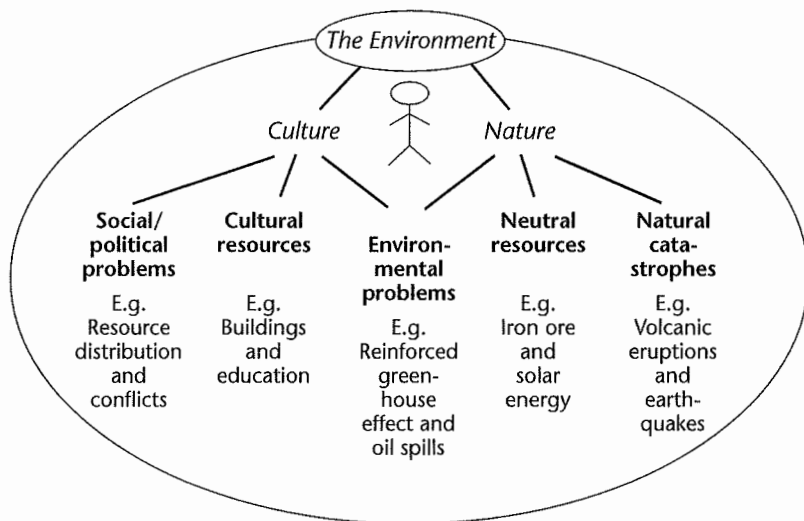 The Environment
Culture
Nature
Social/
political
problems
E.g.
Resource
distribution
and
conflicts
Cultural
resources
E.g.
Buildings
and
education
Environ-
mental
problems
E.g.
Reinforced
green-
house
effect and
oil spills
Neutral
resources
E.g.
Iron ore
and
solar
energy
Natural
cata-
strophes
E.g.
Volcanic
eruptions
and
earth-
quakes